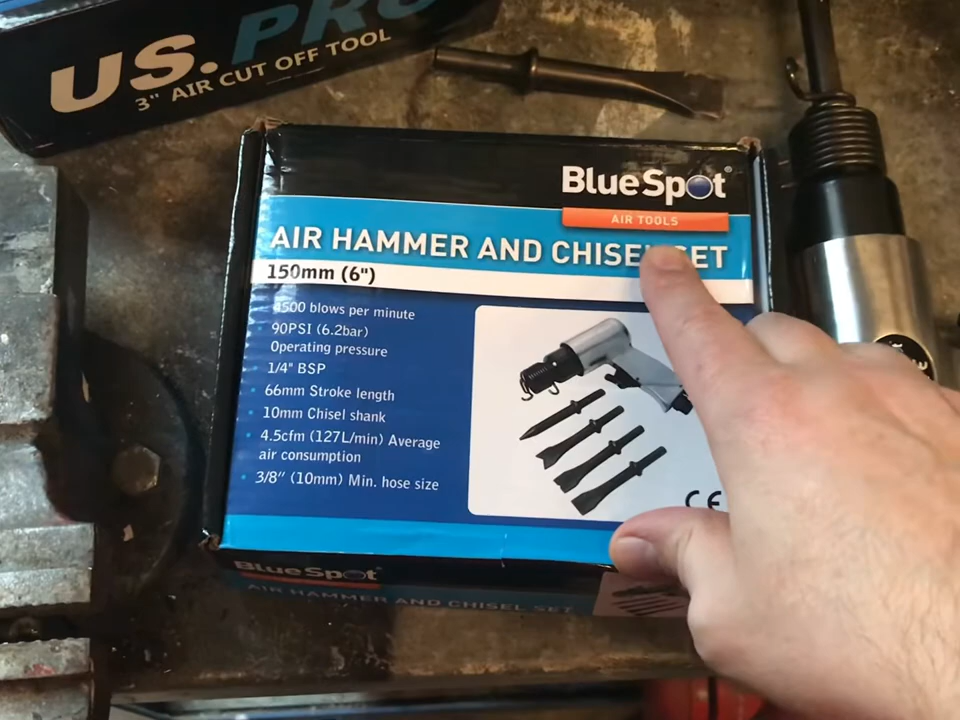 US.PRO
3" AIR CUT OFF TOOL
BlueSpot
AIR TOOLS
AIR HAMMER AND CHISEL SET
150mm (6")
4500 blows per minute
90PSI (6.2bar)
Operating pressure
1/4" BSP
66mm Stroke length
10mm Chisel shank
4.5cfm (127L/min) Average
air consumption
3/8" (10mm) Min. hose size
CE
BlueSpot
AIR HAMMER AND CHISEL SET